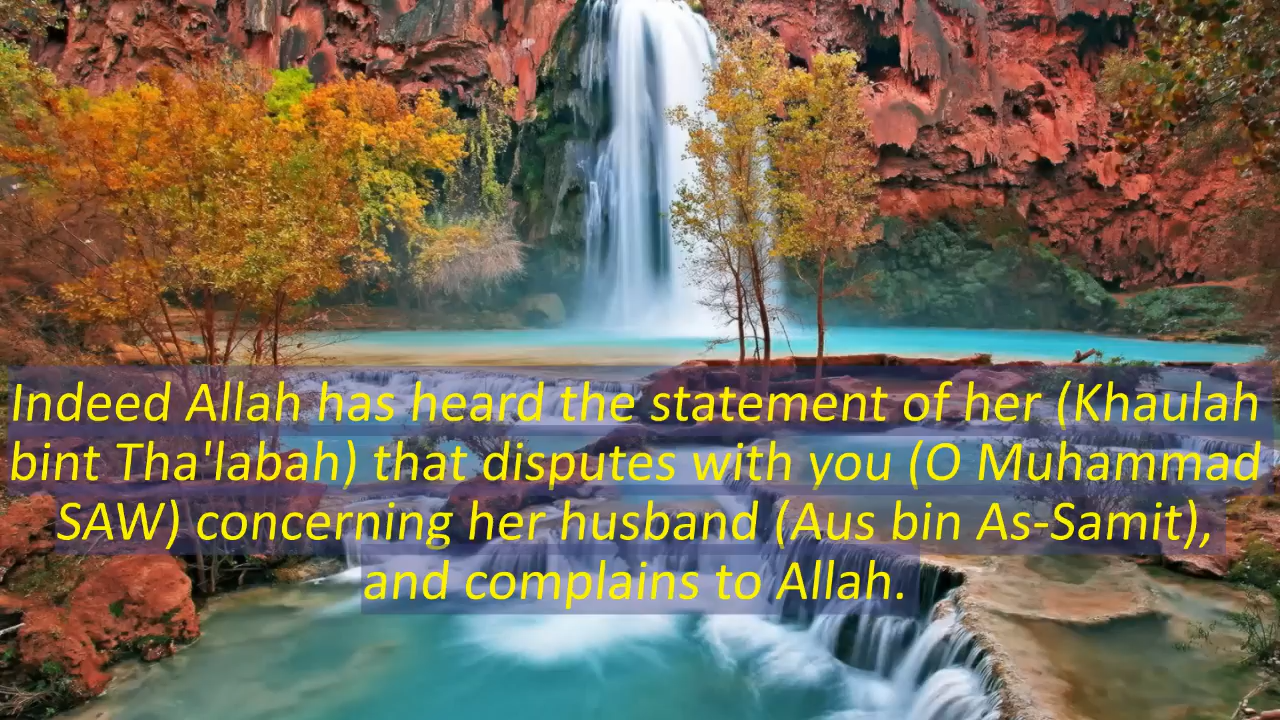 Indeed Allah has heard the statement of her (Khaulah
bint Tha'labah) that disputes with you (O Muhammad
SAW) concerning her husband (Aus bin As-Samit),
and complains to Allah.